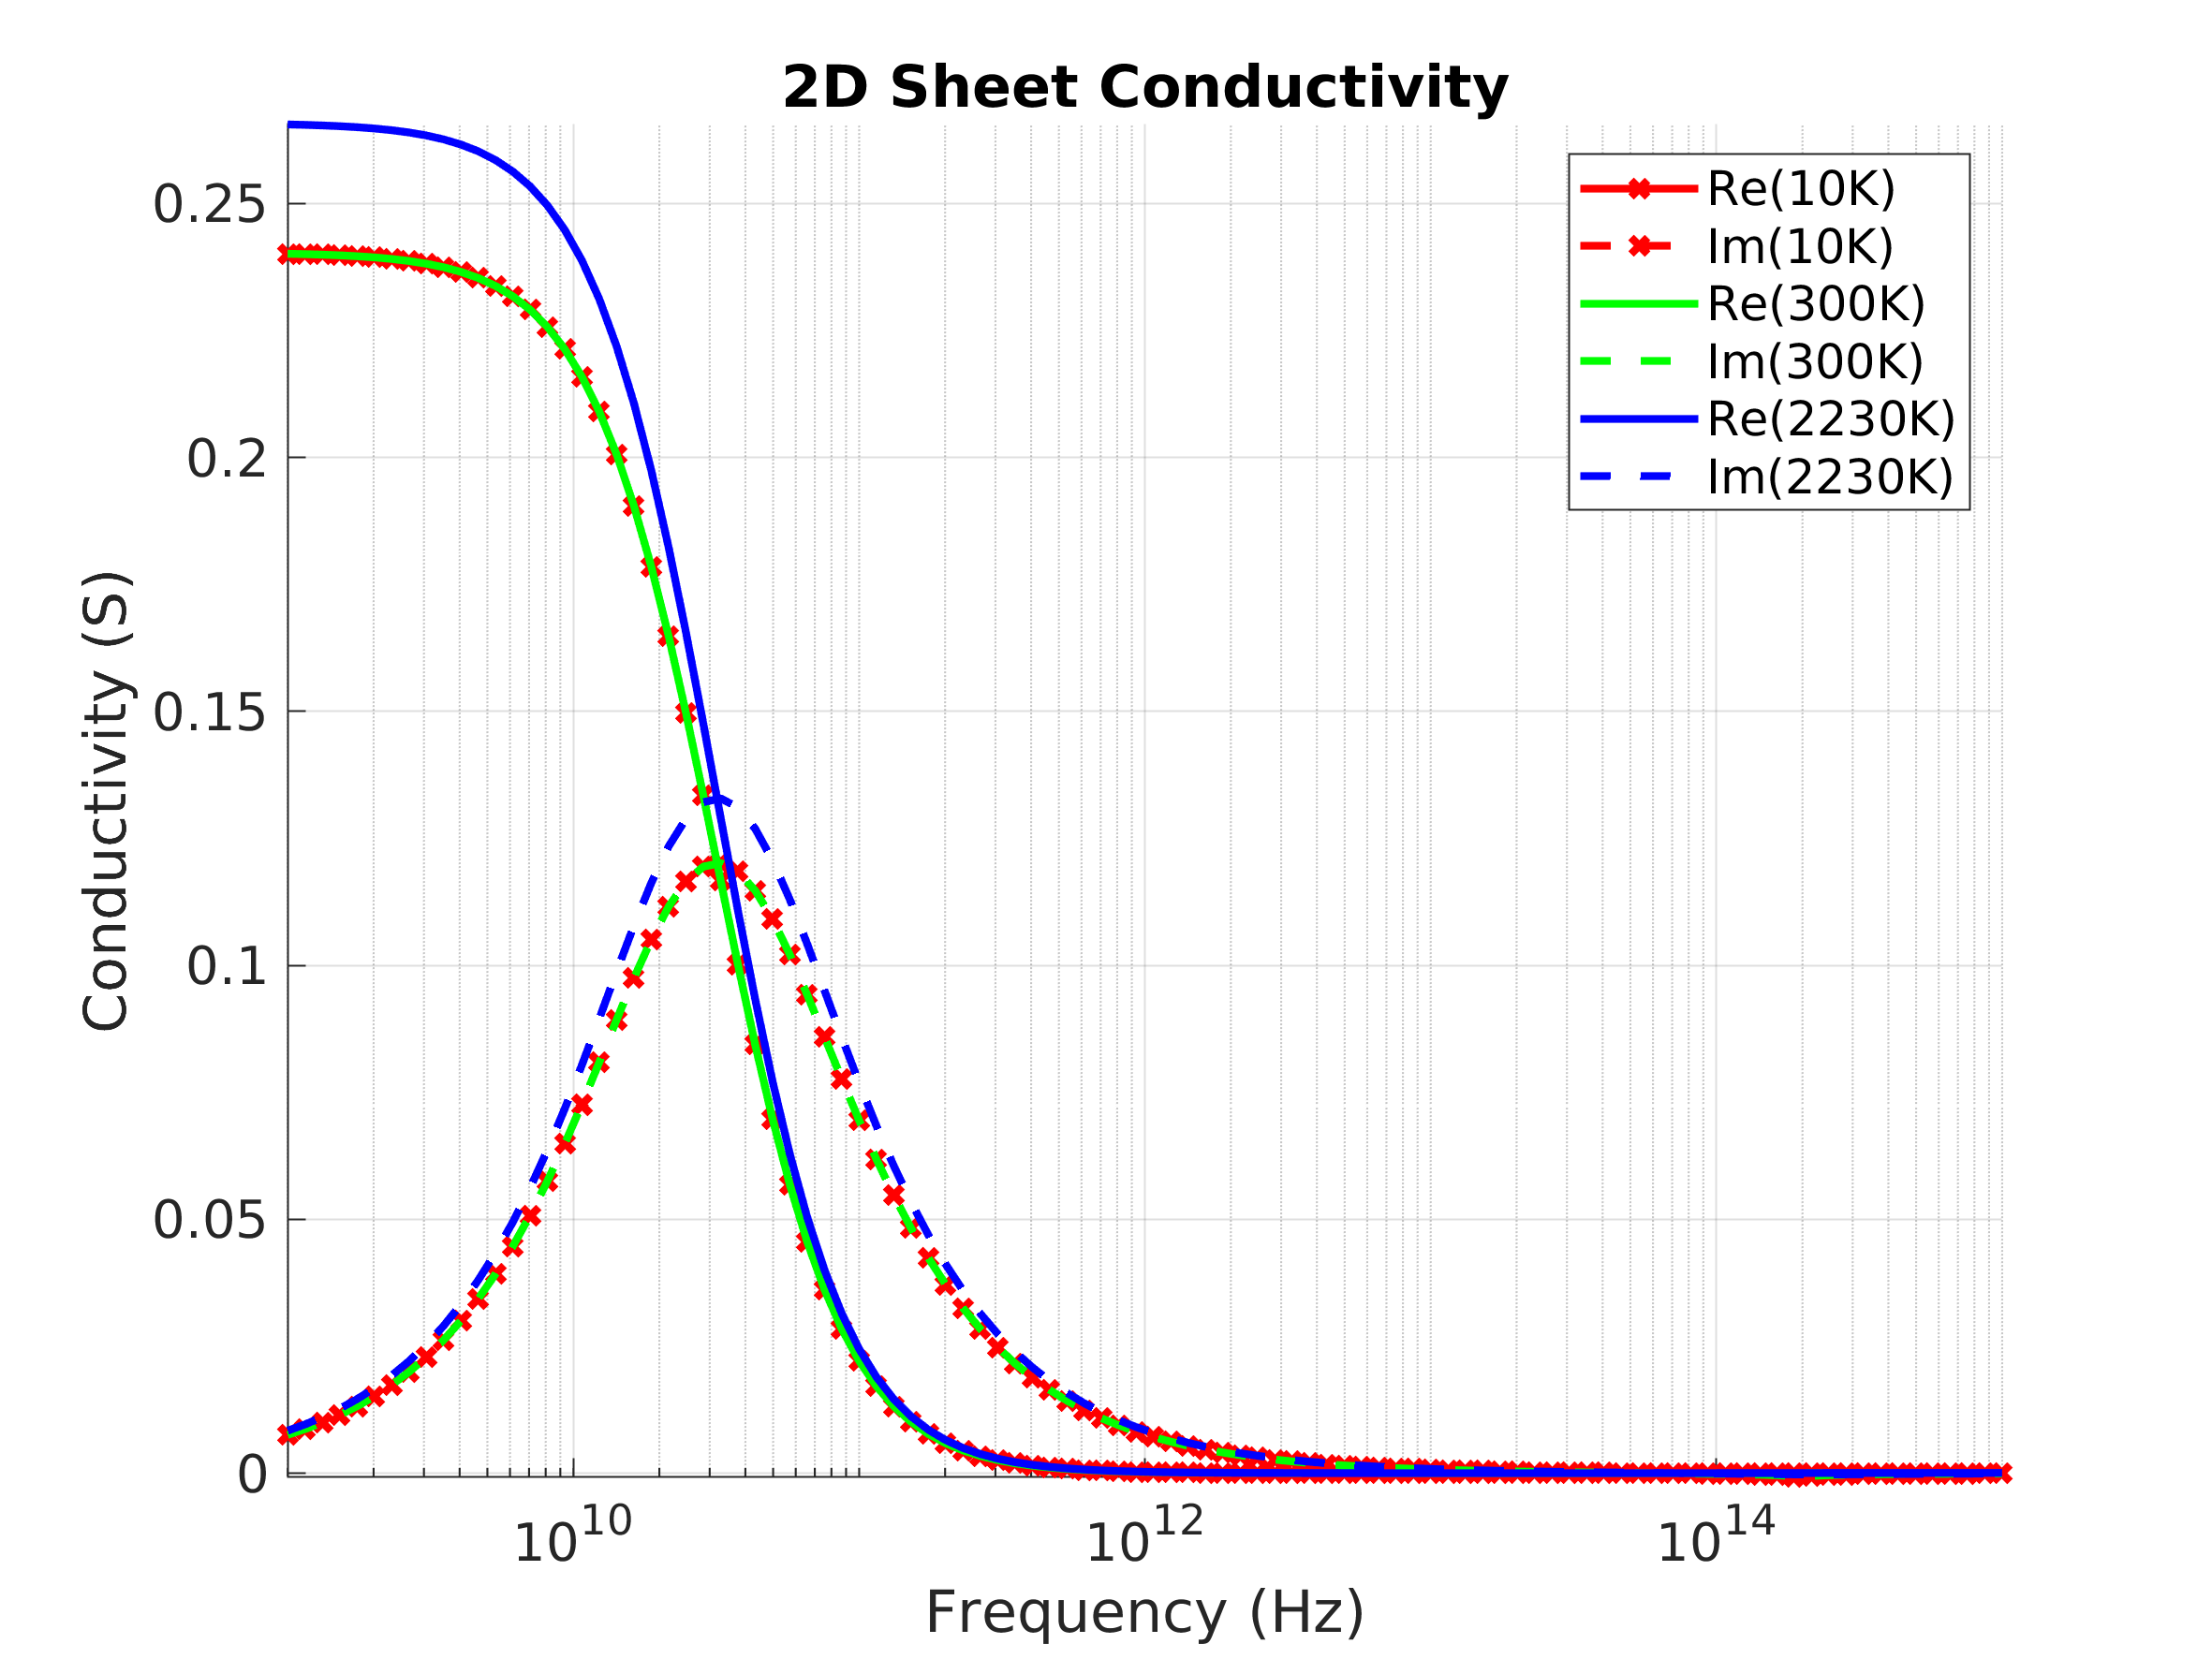 2D Sheet Conductivity
Re(10K)
Im(10K)
Re(300K)
Im(300K)
Re(2230K)
Im(2230K)
Conductivity (S)
0.25
0.2
0.15
0.1
0.05
0
10^10 10^12 10^14
Frequency (Hz)